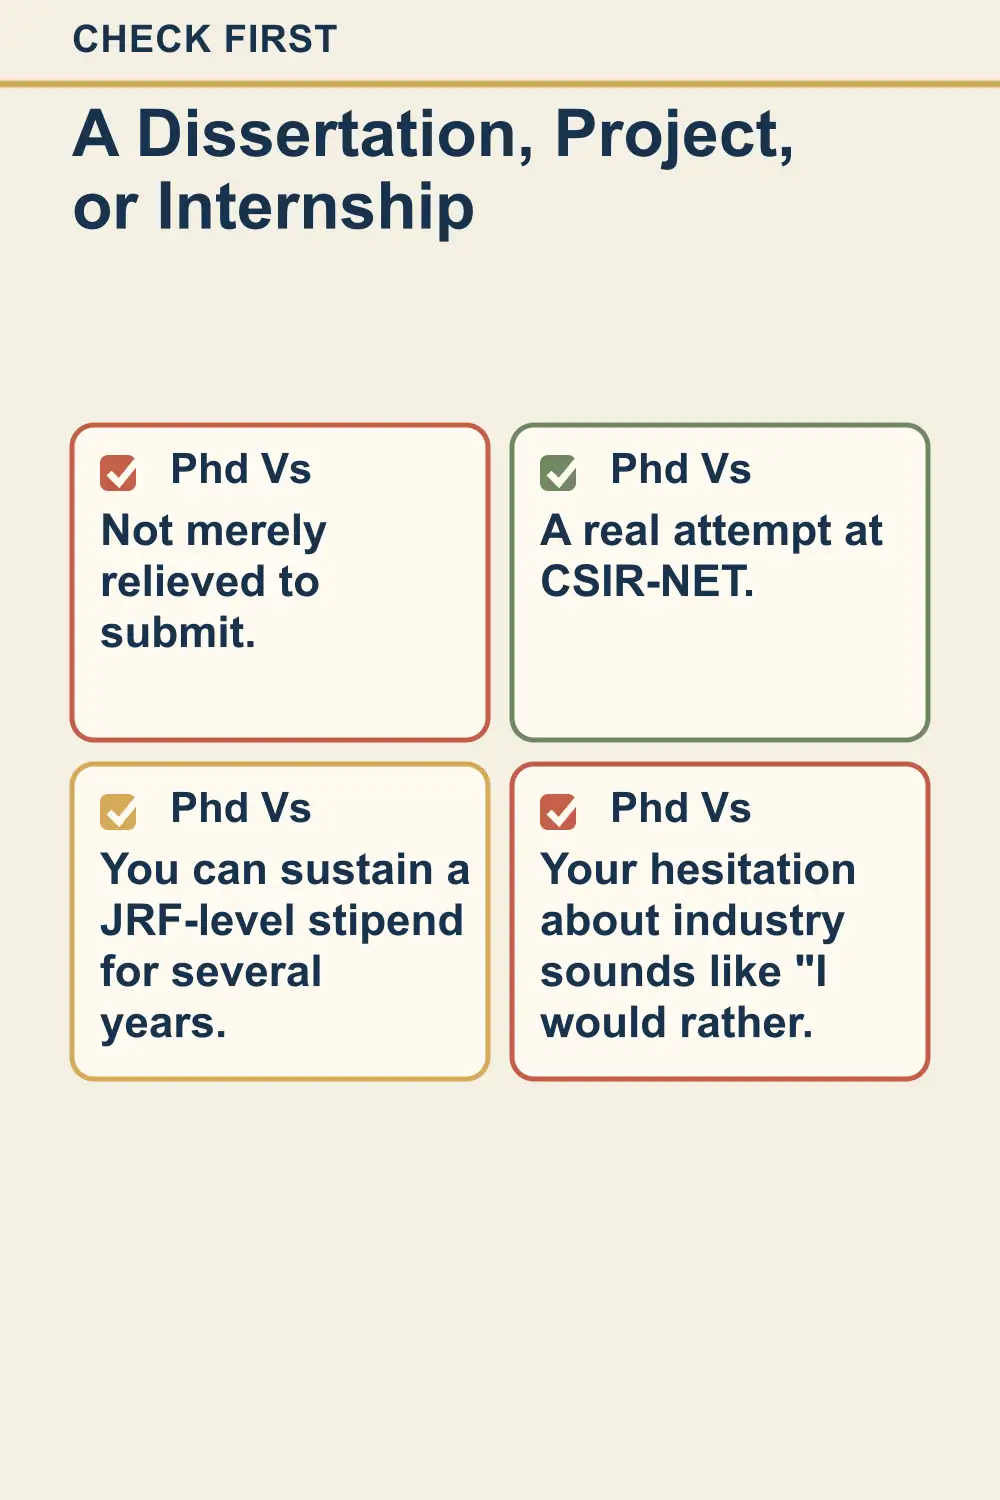 CHECK FIRST
A Dissertation, Project,
or Internship
Phd Vs
Not merely
relieved to
submit.
Phd Vs
A real attempt at
CSIR-NET.
Phd Vs
You can sustain a
JRF-level stipend
for several
years.
Phd Vs
Your hesitation
about industry
sounds like "I
would rather.